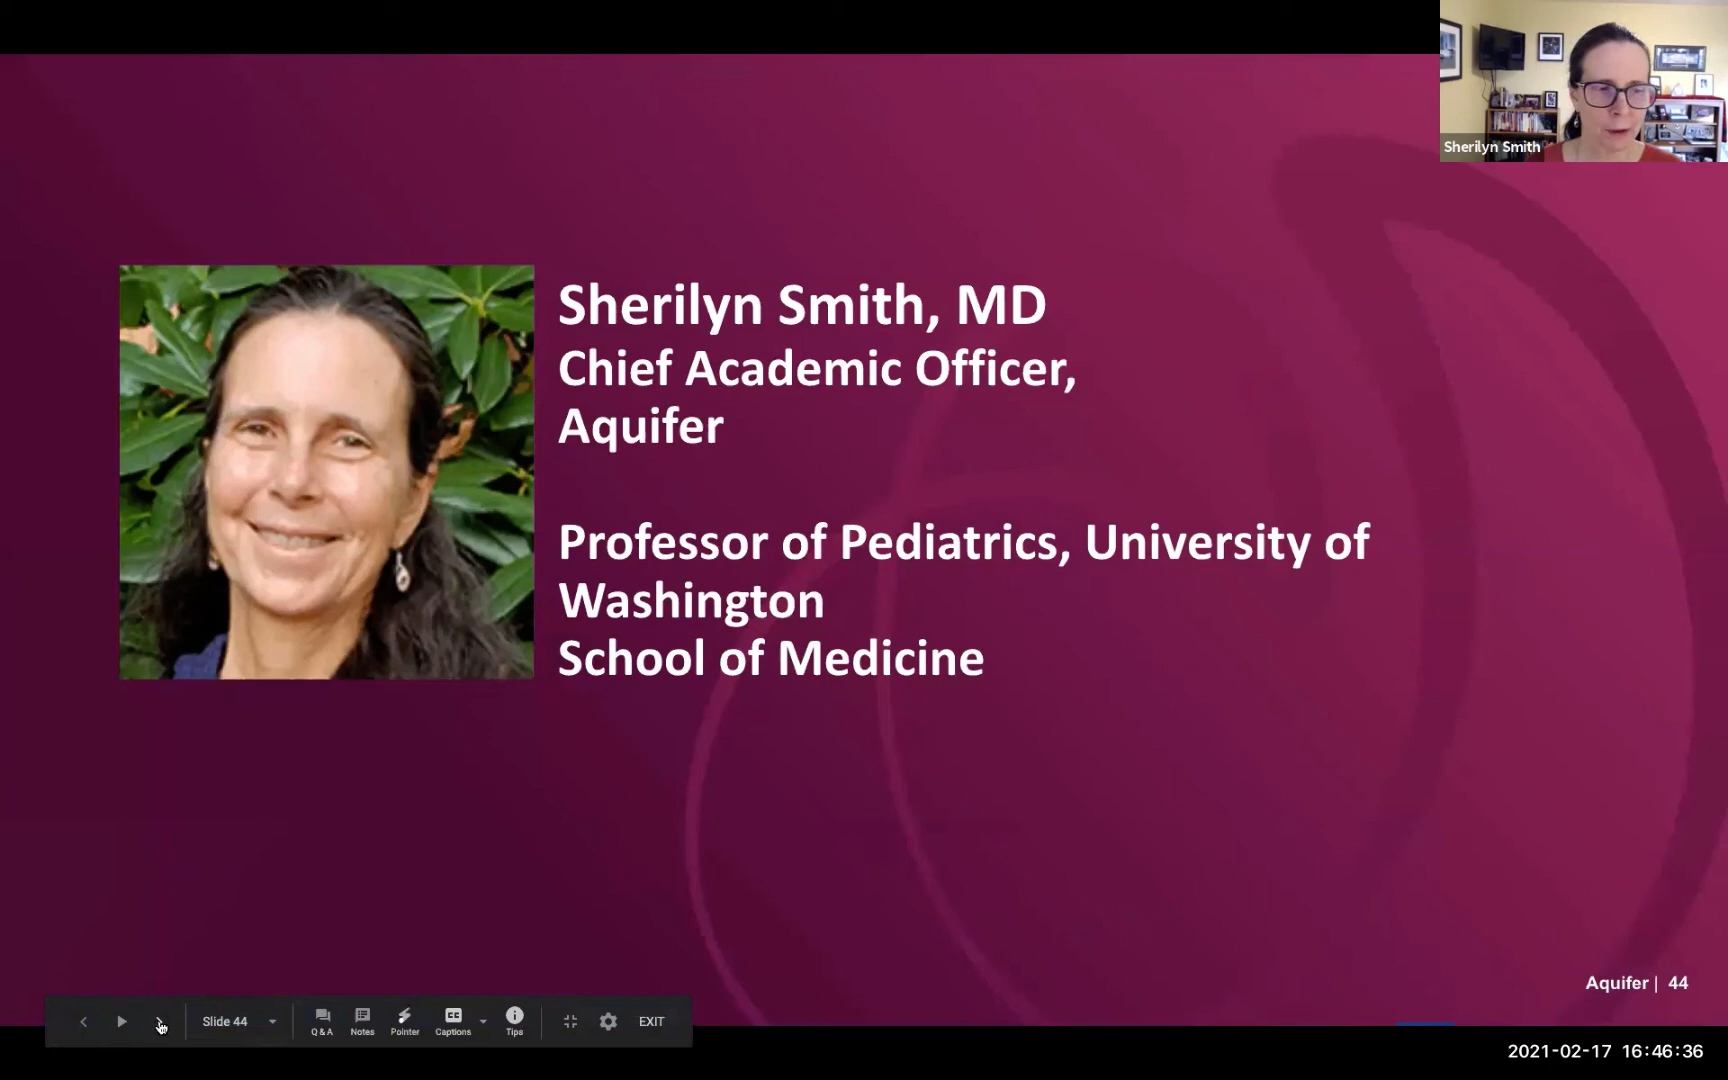 Sherilyn Smith
Sherilyn Smith, MD
Chief Academic Officer,
Aquifer
Professor of Pediatrics, University of
Washington
School of Medicine
Aquifer | 44
Slide 44
Q & A
Notes
Pointer
Captions
Tips
EXIT
2021-02-17 16:46:36